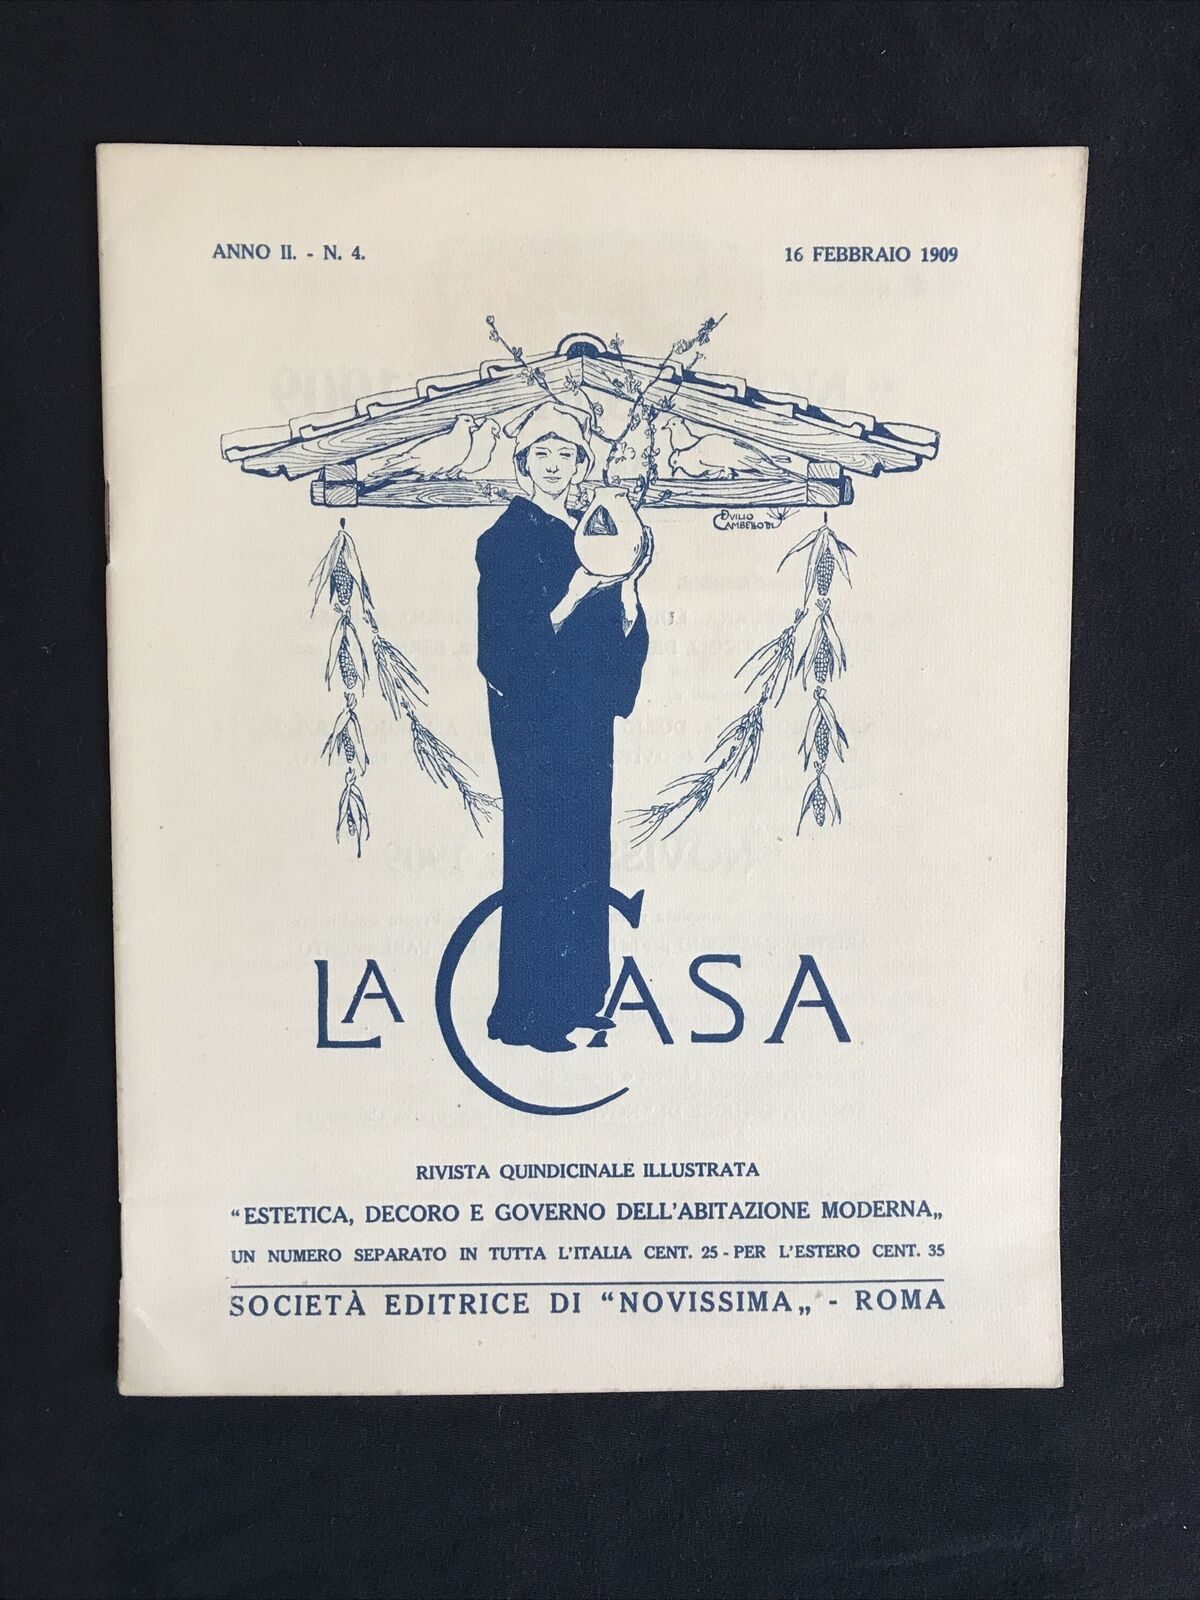 ANNO II. - N. 4.
16 FEBBRAIO 1909
DVILIO
CAMBELLOTTI
LA CASA
RIVISTA QUINDICINALE ILLUSTRATA
“ESTETICA, DECORO E GOVERNO DELL'ABITAZIONE MODERNA„
UN NUMERO SEPARATO IN TUTTA L'ITALIA CENT. 25 - PER L'ESTERO CENT. 35
SOCIETÀ EDITRICE DI “NOVISSIMA„ - ROMA